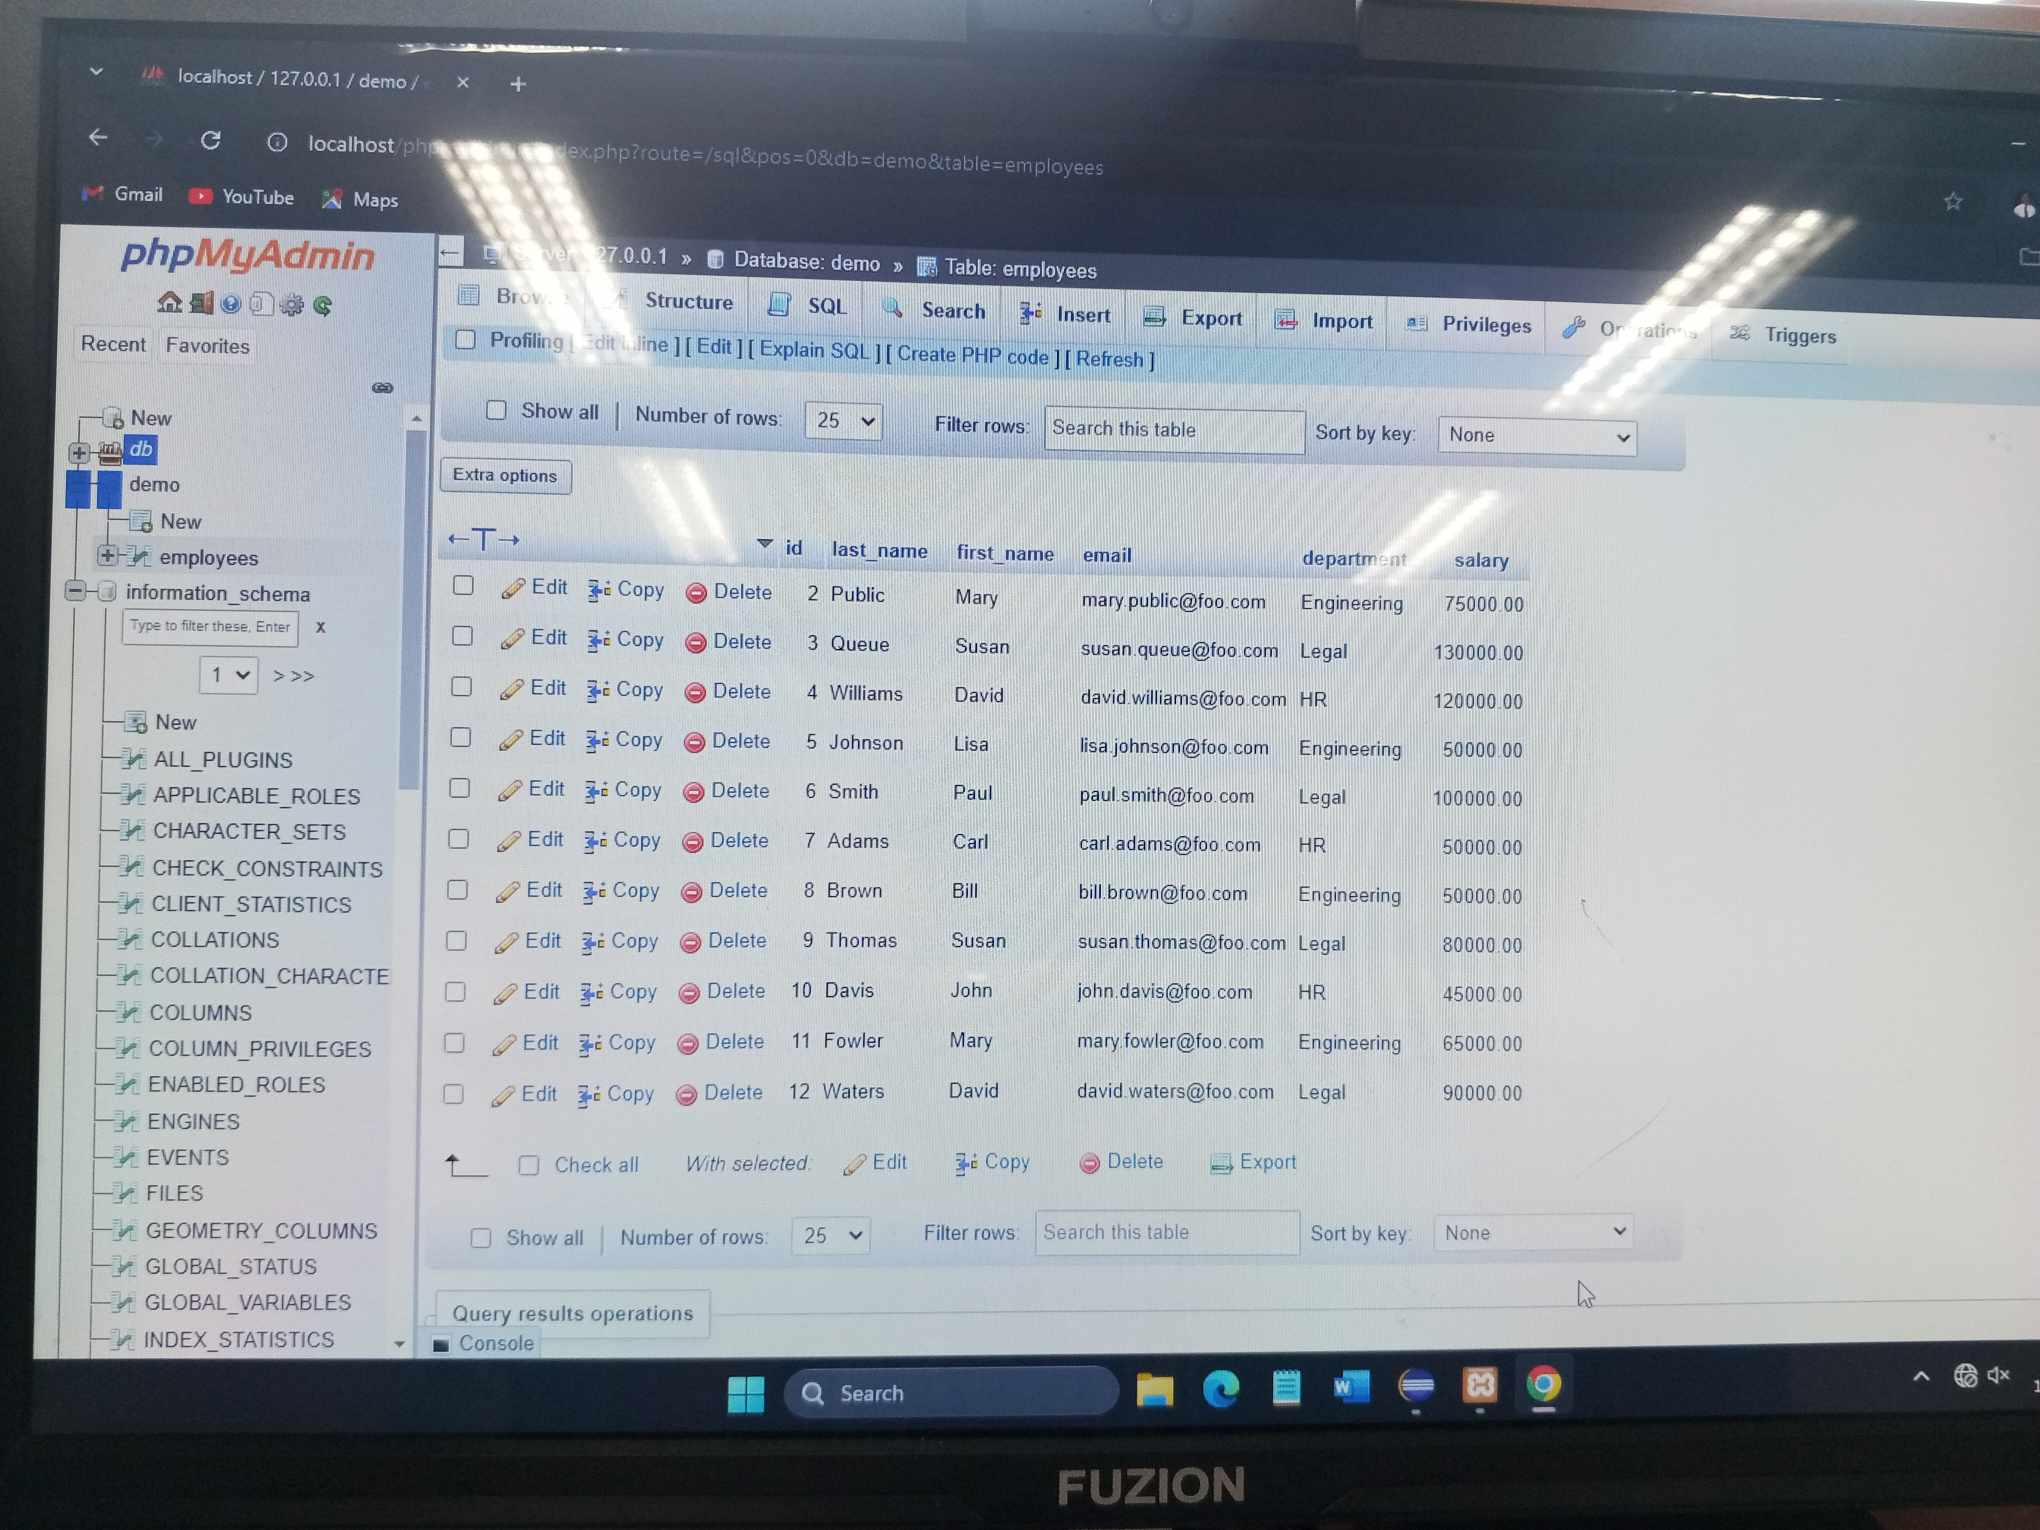 localhost / 127.0.0.1 / demo /
localhost/php dex.php?route=/sql&pos=0&db=demo&table=employees
Gmail YouTube Maps
phpMyAdmin
Recent Favorites
New
db
demo
New
employees
information_schema
Type to filter these, Enter X
1 > >>
New
ALL_PLUGINS
APPLICABLE_ROLES
CHARACTER_SETS
CHECK_CONSTRAINTS
CLIENT_STATISTICS
COLLATIONS
COLLATION_CHARACTE
COLUMNS
COLUMN_PRIVILEGES
ENABLED_ROLES
ENGINES
EVENTS
FILES
GEOMETRY_COLUMNS
GLOBAL_STATUS
GLOBAL_VARIABLES
INDEX_STATISTICS
Server 127.0.0.1 » Database: demo » Table: employees
Browse Structure SQL Search Insert Export Import Privileges Operations Triggers
Profiling [ Edit inline ] [ Edit ] [ Explain SQL ] [ Create PHP code ] [ Refresh ]
Show all | Number of rows: 25 Filter rows: Search this table Sort by key: None
Extra options
←T→ id last_name first_name email department salary
Edit Copy Delete 2 Public Mary mary.public@foo.com Engineering 75000.00
Edit Copy Delete 3 Queue Susan susan.queue@foo.com Legal 130000.00
Edit Copy Delete 4 Williams David david.williams@foo.com HR 120000.00
Edit Copy Delete 5 Johnson Lisa lisa.johnson@foo.com Engineering 50000.00
Edit Copy Delete 6 Smith Paul paul.smith@foo.com Legal 100000.00
Edit Copy Delete 7 Adams Carl carl.adams@foo.com HR 50000.00
Edit Copy Delete 8 Brown Bill bill.brown@foo.com Engineering 50000.00
Edit Copy Delete 9 Thomas Susan susan.thomas@foo.com Legal 80000.00
Edit Copy Delete 10 Davis John john.davis@foo.com HR 45000.00
Edit Copy Delete 11 Fowler Mary mary.fowler@foo.com Engineering 65000.00
Edit Copy Delete 12 Waters David david.waters@foo.com Legal 90000.00
Check all With selected: Edit Copy Delete Export
Show all | Number of rows: 25 Filter rows: Search this table Sort by key: None
Query results operations
Console
Search
FUZION